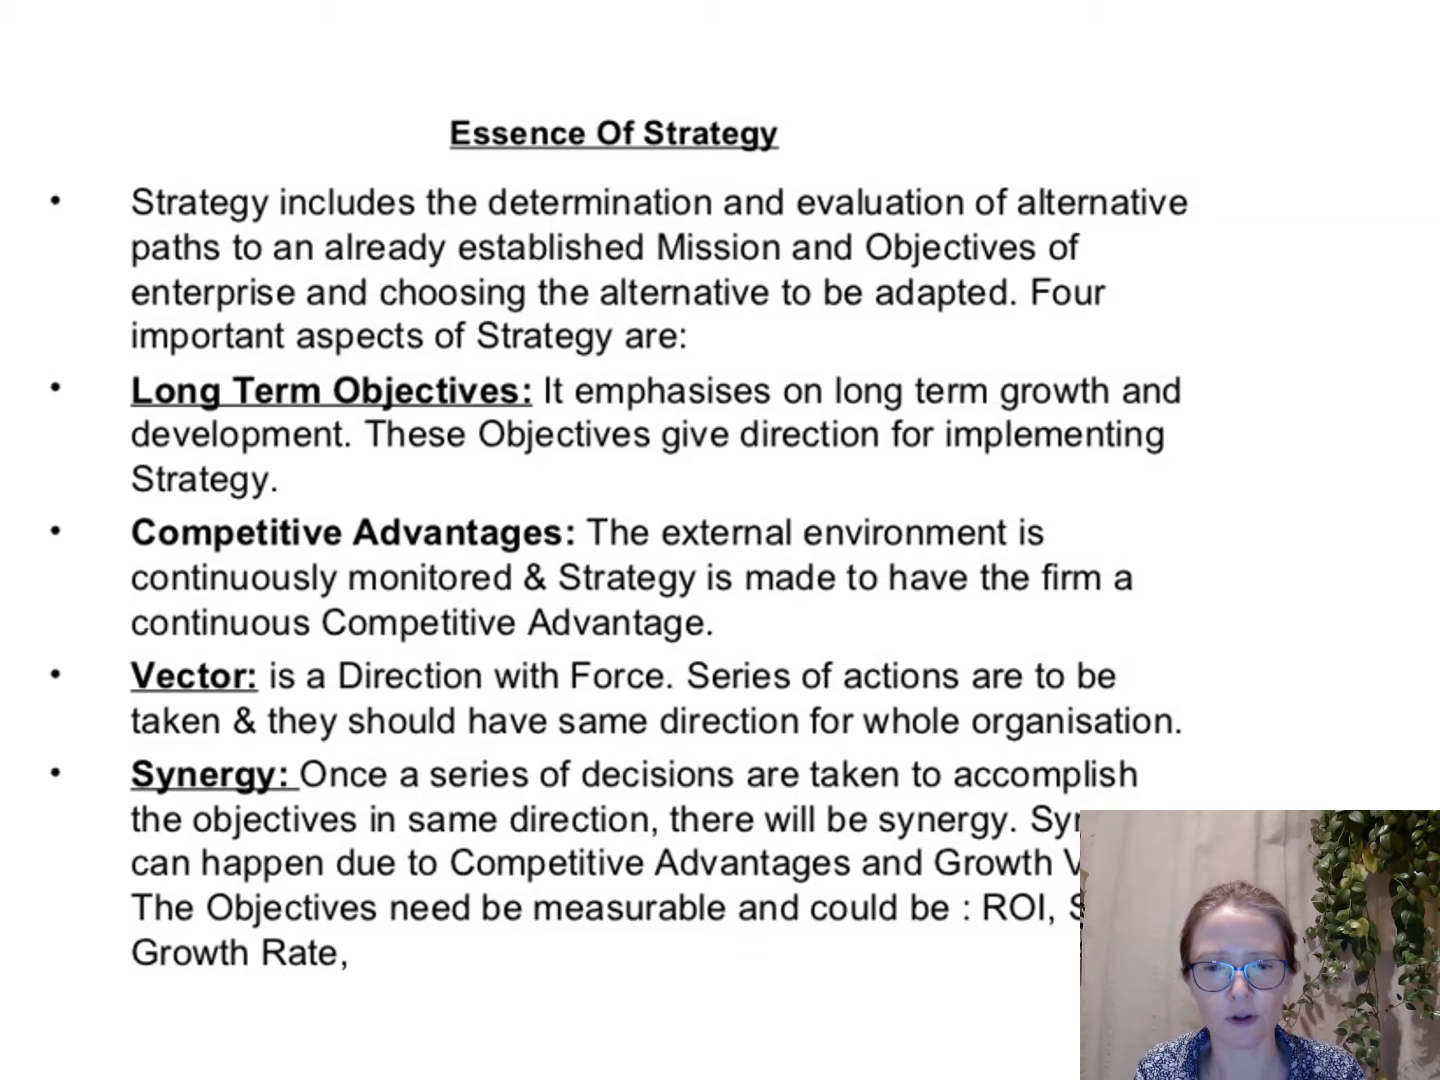 Essence Of Strategy
• Strategy includes the determination and evaluation of alternative
paths to an already established Mission and Objectives of
enterprise and choosing the alternative to be adapted. Four
important aspects of Strategy are:
• Long Term Objectives: It emphasises on long term growth and
development. These Objectives give direction for implementing
Strategy.
• Competitive Advantages: The external environment is
continuously monitored & Strategy is made to have the firm a
continuous Competitive Advantage.
• Vector: is a Direction with Force. Series of actions are to be
taken & they should have same direction for whole organisation.
• Synergy: Once a series of decisions are taken to accomplish
the objectives in same direction, there will be synergy.
can happen due to Competitive Advantages and Growth
The Objectives need be measurable and could be : ROI,
Growth Rate,